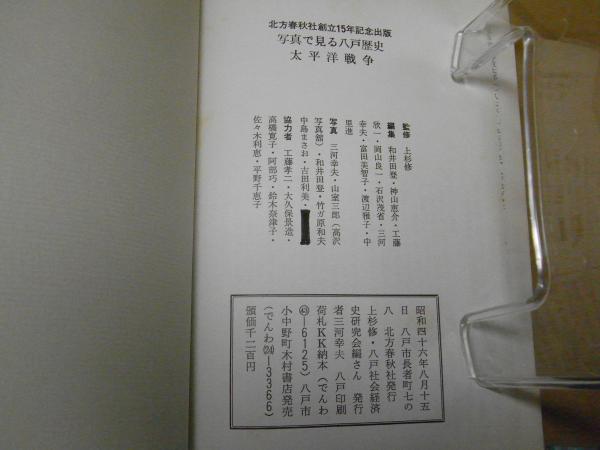 北方春秋社創立15年記念出版
写真で見る八戸歴史
太平洋戦争
監修 上杉修
編集 和井田登・神山恵介・工藤
欣一・岡山良一・石沢茂省・三河
幸夫・富田美智子・渡辺雅子・中
里進
写真 三河幸夫・山室三郎(高沢
写真舘)・和井田登・竹ガ原和夫
中島まさお・吉田利美・
協力者 工藤孝二・大久保景造・
高橋寛子・阿部巧・鈴木奈津子・
佐々木利恵・平野千恵子
昭和四十六年八月十五
日 八戸市長者町七の
八 北方春秋社発行
上杉修・八戸社会経済
史研究会編さん 発行
者三河幸夫 八戸印刷
荷札KK納本(でんわ
㊸―6125)八戸市
小中野町木村書店発売
(でんわ㉔―3366)
頒価千二百円